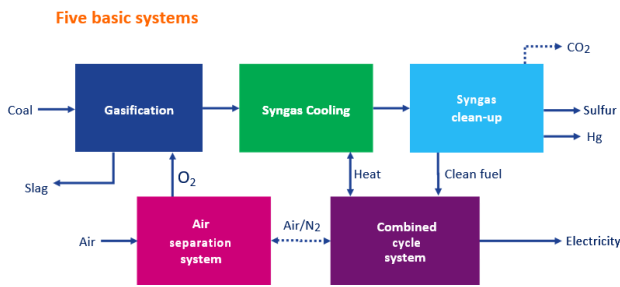 Five basic systems
CO2
Coal
Gasification
Syngas Cooling
Syngas
clean-up
Sulfur
Hg
Slag
O2
Heat
Clean fuel
Air
Air
separation
system
Air/N2
Combined
cycle
system
Electricity